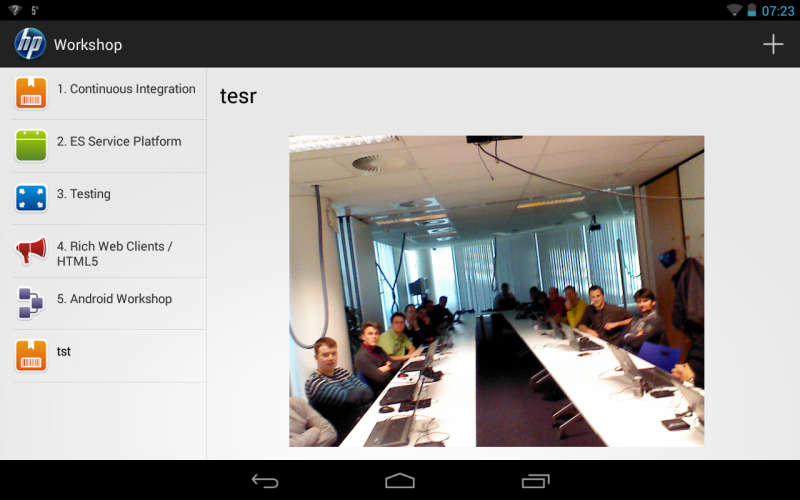 5°
07:23
hp
Workshop
1. Continuous Integration
2. ES Service Platform
3. Testing
4. Rich Web Clients /
HTML5
5. Android Workshop
tst
tesr